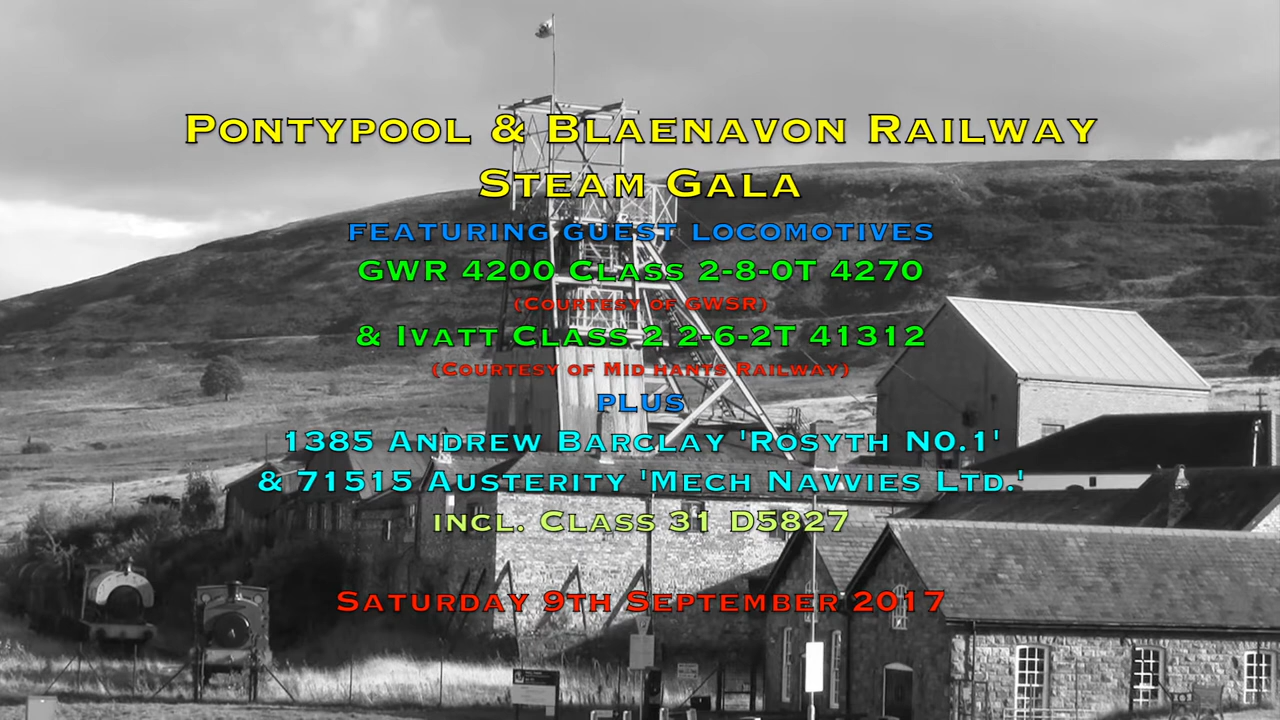 Pontypool & Blaenavon Railway
Steam Gala
featuring guest locomotives
GWR 4200 Class 2-8-0T 4270
(Courtesy of GWSR)
& Ivatt Class 2 2-6-2T 41312
(Courtesy of Mid hants Railway)
plus
1385 Andrew Barclay 'Rosyth No.1'
& 71515 Austerity 'Mech Navvies Ltd.'
incl. Class 31 D5827
Saturday 9th September 2017